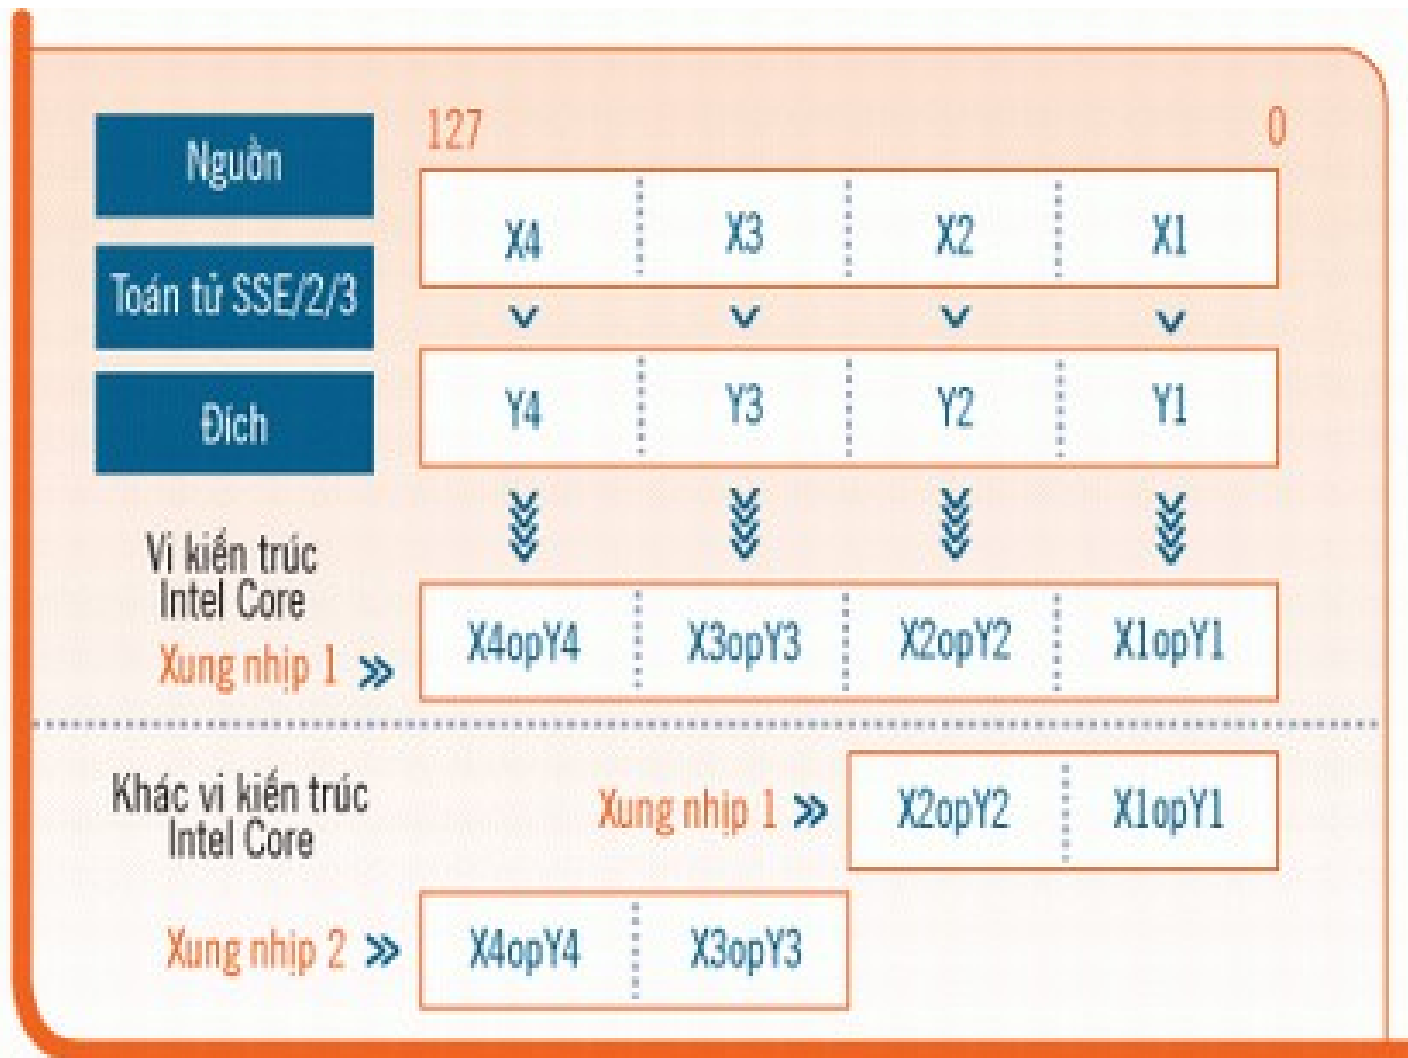 127 0
Nguồn
X4 X3 X2 X1
Toán tử SSE/2/3
Đích
Y4 Y3 Y2 Y1
Vi kiến trúc
Intel Core
Xung nhịp 1 »
X4opY4 X3opY3 X2opY2 X1opY1
Khác vi kiến trúc
Intel Core
Xung nhịp 1 »
X2opY2 X1opY1
Xung nhịp 2 »
X4opY4 X3opY3